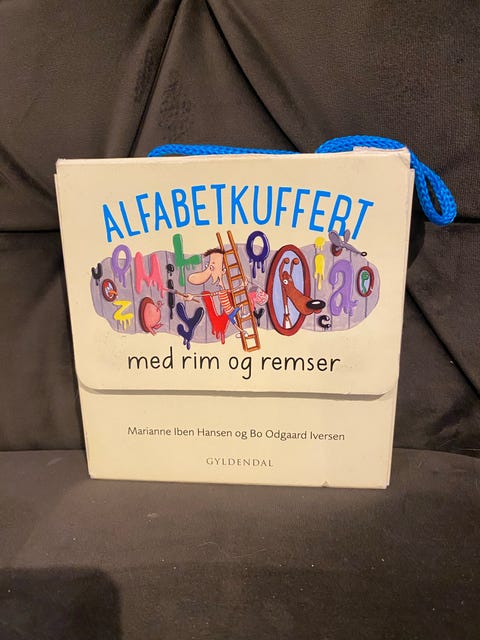 ALFABETKUFFERT
med rim og remser
Marianne Iben Hansen og Bo Odgaard Iversen
GYLDENDAL